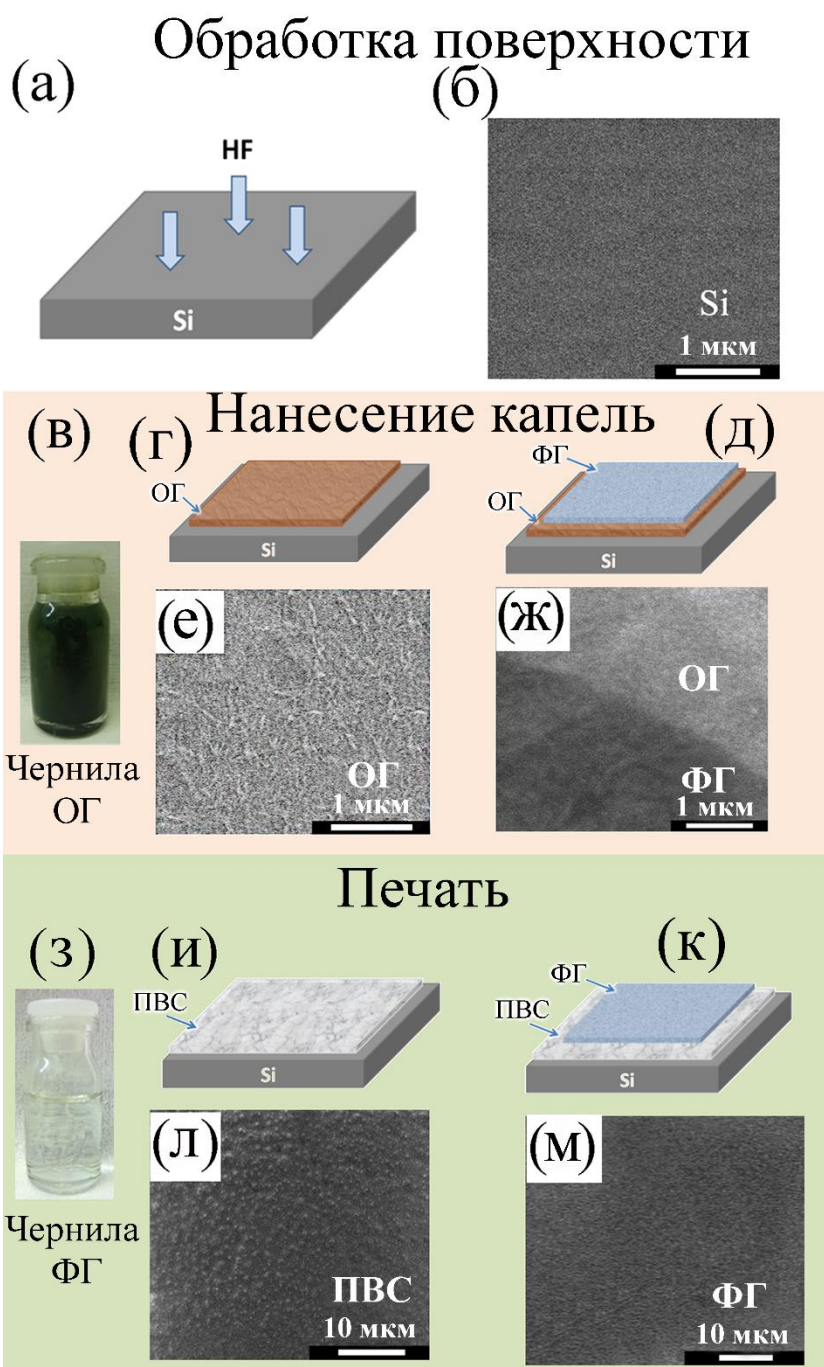 Обработка поверхности
(а)
(б)
HF
Si
Si
1 мкм
Нанесение капель
(в)
(г)
(д)
ОГ
Si
ФГ
ОГ
Si
Чернила
ОГ
(е)
ОГ
1 мкм
(ж)
ОГ
ФГ
1 мкм
Печать
(з)
(и)
(к)
ПВС
Si
ФГ
ПВС
Si
Чернила
ФГ
(л)
ПВС
10 мкм
(м)
ФГ
10 мкм